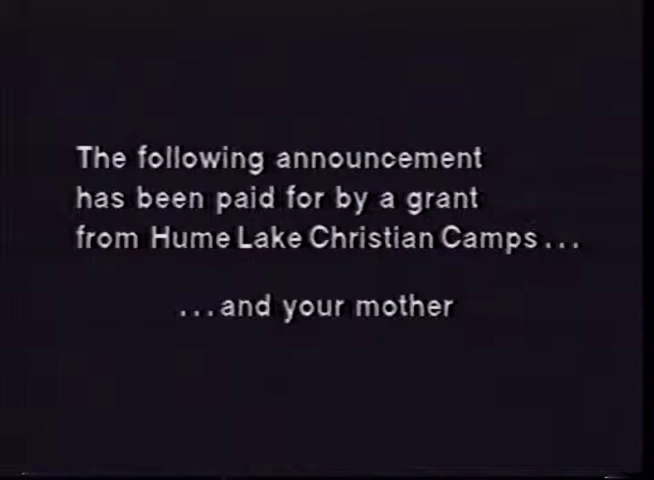 The following announcement
has been paid for by a grant
from Hume Lake Christian Camps...
...and your mother